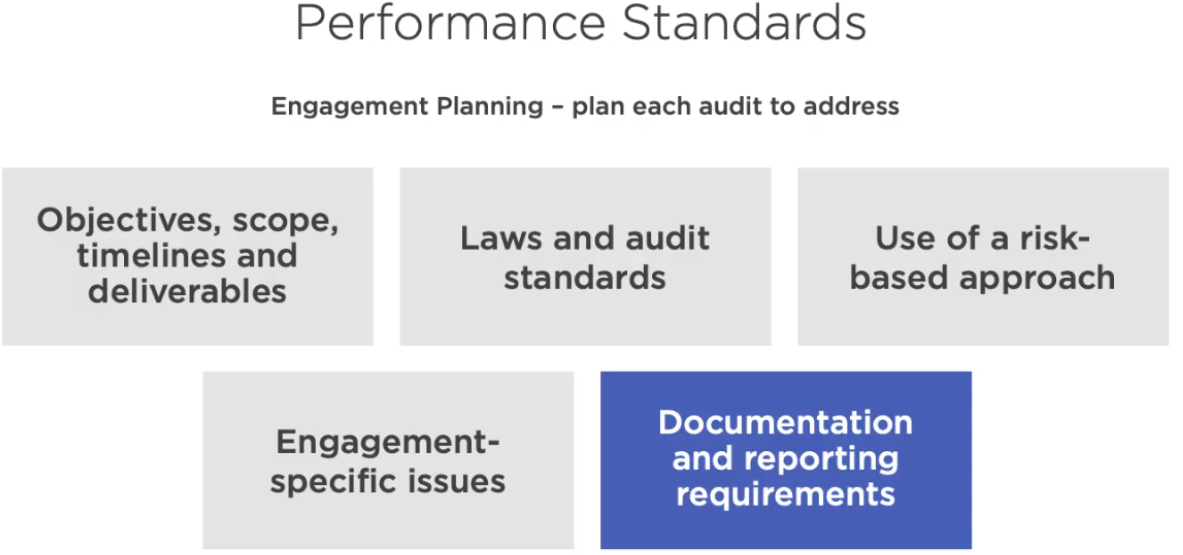 Performance Standards
Engagement Planning – plan each audit to address
Objectives, scope,
timelines and
deliverables
Laws and audit
standards
Use of a risk-
based approach
Engagement-
specific issues
Documentation
and reporting
requirements